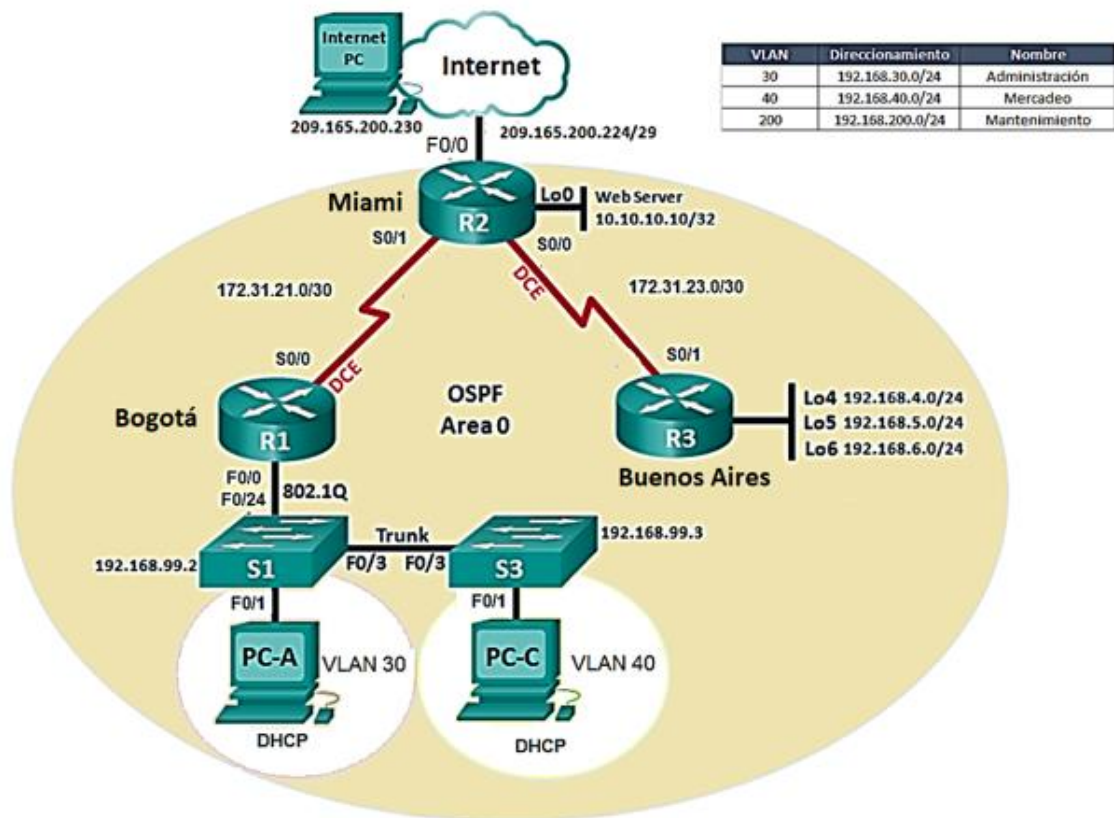 Internet
PC
Internet
209.165.200.230
209.165.200.224/29
F0/0
VLAN Direccionamiento Nombre
30 192.168.30.0/24 Administración
40 192.168.40.0/24 Mercadeo
200 192.168.200.0/24 Mantenimiento
Miami
R2
Lo0
Web Server
10.10.10.10/32
S0/1
S0/0
DCE
172.31.21.0/30
172.31.23.0/30
S0/0
DCE
S0/1
OSPF
Area 0
Bogotá
R1
R3
Buenos Aires
Lo4 192.168.4.0/24
Lo5 192.168.5.0/24
Lo6 192.168.6.0/24
F0/0
F0/24
802.1Q
Trunk
192.168.99.2
S1
F0/3
F0/3
S3
192.168.99.3
F0/1
F0/1
PC-A
VLAN 30
PC-C
VLAN 40
DHCP
DHCP